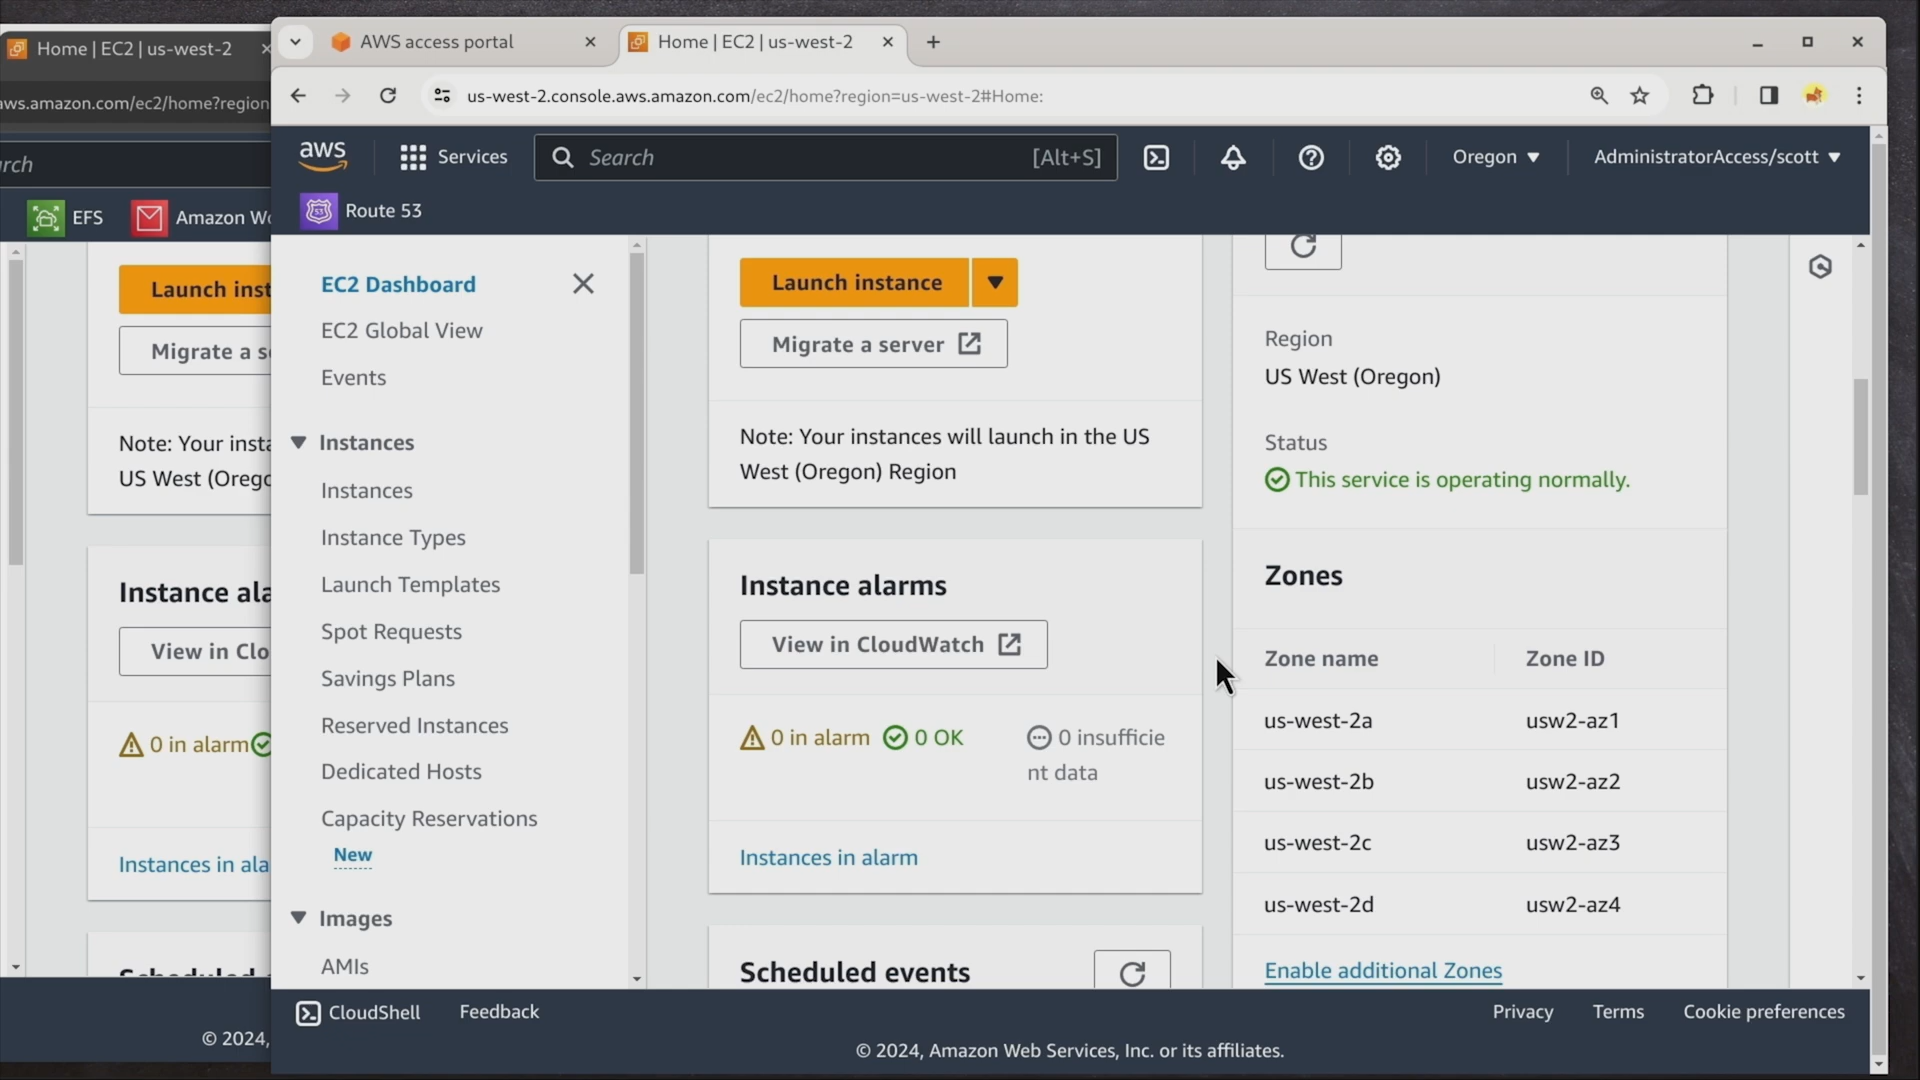 Home | EC2 | us-west-2
aws.amazon.com/ec2/home?region
rch
EFS
Amazon Wo
Launch inst
Migrate a se
Note: Your insta
US West (Orego
Instance ala
View in Clo
0 in alarm
Instances in ala
Scheduled
© 2024,
AWS access portal
Home | EC2 | us-west-2
us-west-2.console.aws.amazon.com/ec2/home?region=us-west-2#Home:
aws
Services
Search
[Alt+S]
Oregon
AdministratorAccess/scott
Route 53
EC2 Dashboard
EC2 Global View
Events
Instances
Instances
Instance Types
Launch Templates
Spot Requests
Savings Plans
Reserved Instances
Dedicated Hosts
Capacity Reservations
New
Images
AMIs
Launch instance
Migrate a server
Note: Your instances will launch in the US
West (Oregon) Region
Instance alarms
View in CloudWatch
0 in alarm
0 OK
0 insufficie
nt data
Instances in alarm
Scheduled events
Region
US West (Oregon)
Status
This service is operating normally.
Zones
Zone name Zone ID
us-west-2a usw2-az1
us-west-2b usw2-az2
us-west-2c usw2-az3
us-west-2d usw2-az4
Enable additional Zones
CloudShell
Feedback
Privacy
Terms
Cookie preferences
© 2024, Amazon Web Services, Inc. or its affiliates.